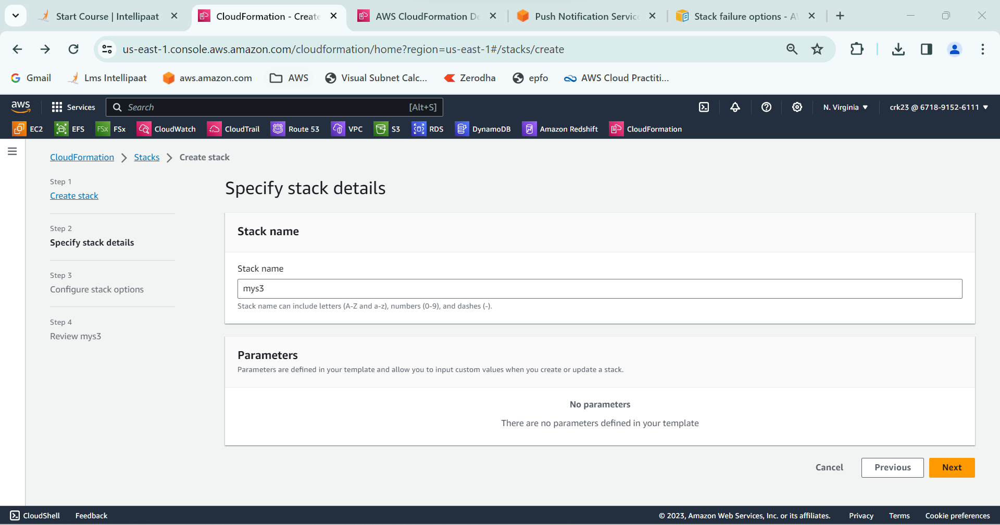 Start Course | Intellipaat
CloudFormation - Create
AWS CloudFormation De
Push Notification Service
Stack failure options - AW
us-east-1.console.aws.amazon.com/cloudformation/home?region=us-east-1#/stacks/create
Gmail
Lms Intellipaat
aws.amazon.com
AWS
Visual Subnet Calc...
Zerodha
epfo
AWS Cloud Practiti...
aws
Services
Search
[Alt+S]
N. Virginia
crk23 @ 6718-9152-6111
EC2
EFS
FSx
FSx
CloudWatch
CloudTrail
Route 53
VPC
S3
RDS
DynamoDB
Amazon Redshift
CloudFormation
CloudFormation
Stacks
Create stack
Step 1
Create stack
Step 2
Specify stack details
Step 3
Configure stack options
Step 4
Review mys3
Specify stack details
Stack name
Stack name
mys3
Stack name can include letters (A-Z and a-z), numbers (0-9), and dashes (-).
Parameters
Parameters are defined in your template and allow you to input custom values when you create or update a stack.
No parameters
There are no parameters defined in your template
Cancel
Previous
Next
CloudShell
Feedback
© 2023, Amazon Web Services, Inc. or its affiliates.
Privacy
Terms
Cookie preferences